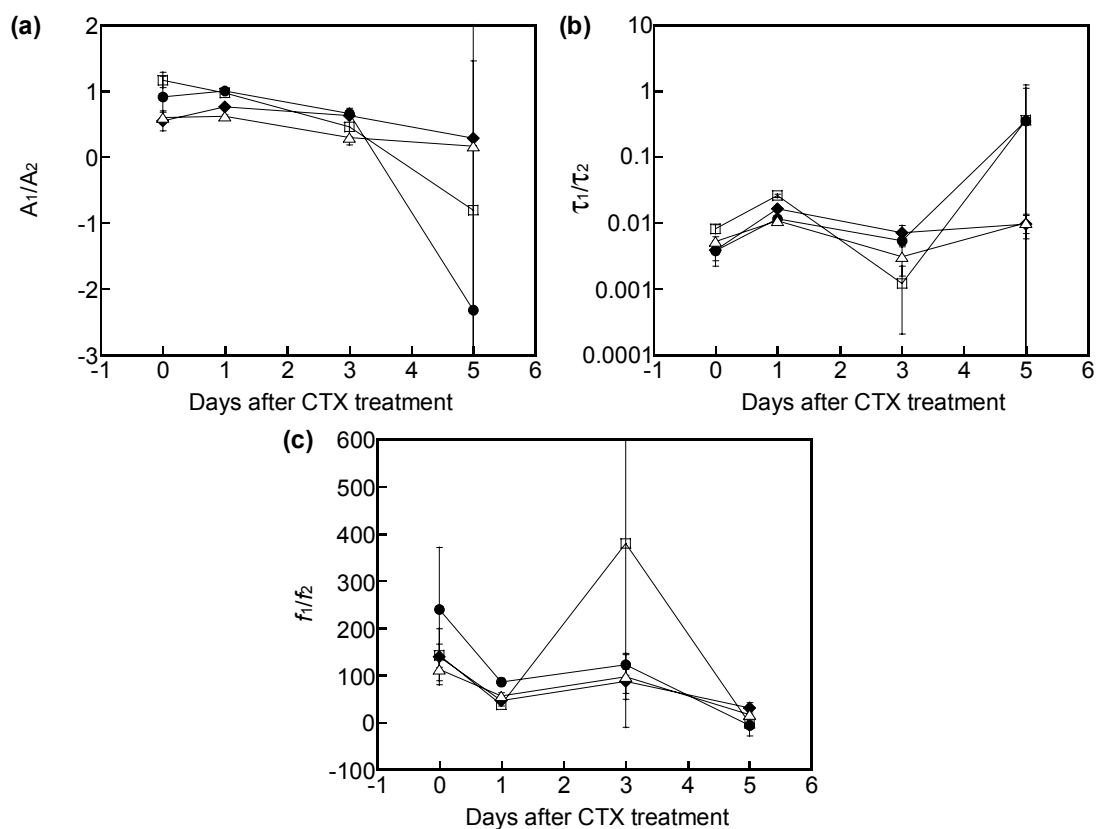 (a)
2
1
0
-1
-2
-3
A₁/A₂
-1 0 1 3 4 5 6
Days after CTX treatment
(b)
10
1
0.1
0.01
0.001
0.0001
τ₁/τ₂
-1 0 1 3 4 5 6
Days after CTX treatment
(c)
600
500
400
300
200
100
0
-100
f₁/f₂
-1 0 1 3 4 5 6
Days after CTX treatment